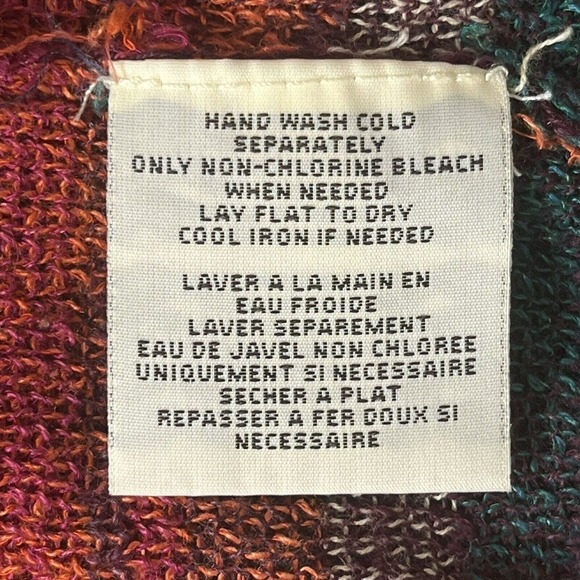 HAND WASH COLD
SEPARATELY
ONLY NON-CHLORINE BLEACH
WHEN NEEDED
LAY FLAT TO DRY
COOL IRON IF NEEDED
LAVER A LA MAIN EN
EAU FROIDE
LAVER SEPAREMENT
EAU DE JAVEL NON CHLOREE
UNIQUEMENT SI NECESSAIRE
SECHER A PLAT
REPASSER A FER DOUX SI
NECESSAIRE